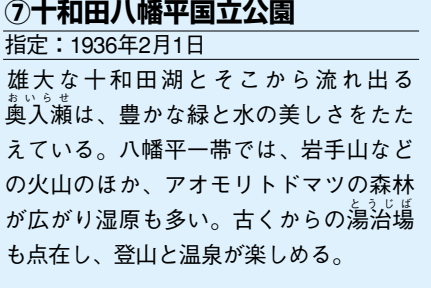 ⑦十和田八幡平国立公園
指定：1936年2月1日
雄大な十和田湖とそこから流れ出る
おいらせ
奥入瀬は、豊かな緑と水の美しさをたた
えている。八幡平一帯では、岩手山など
の火山のほか、アオモリトドマツの森林
とうじば
が広がり湿原も多い。古くからの湯治場
も点在し、登山と温泉が楽しめる。